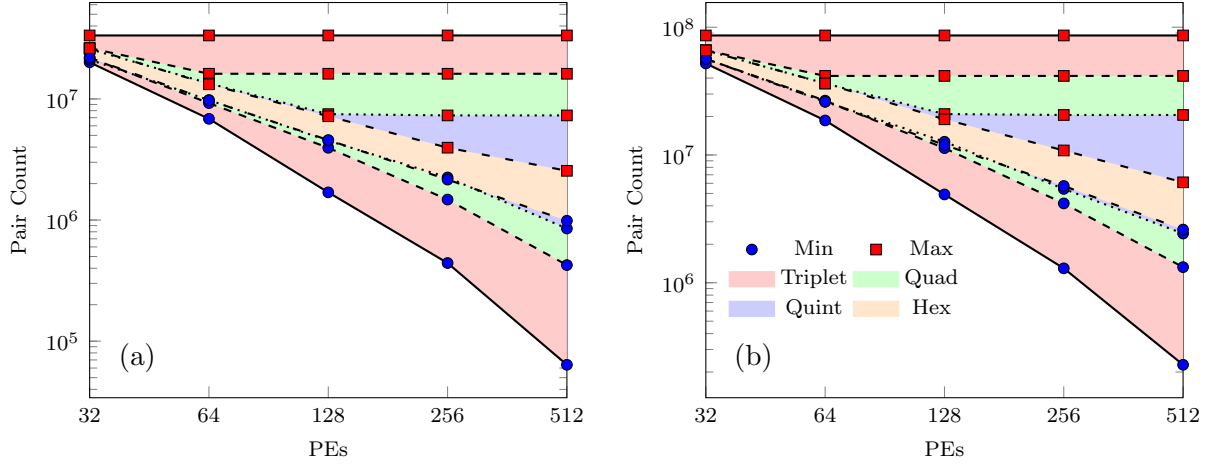 10^7
10^6
10^5
Pair Count
(a)
32 64 128 256 512
PEs
10^8
10^7
10^6
Pair Count
Min Max
Triplet Quad
Quint Hex
(b)
32 64 128 256 512
PEs